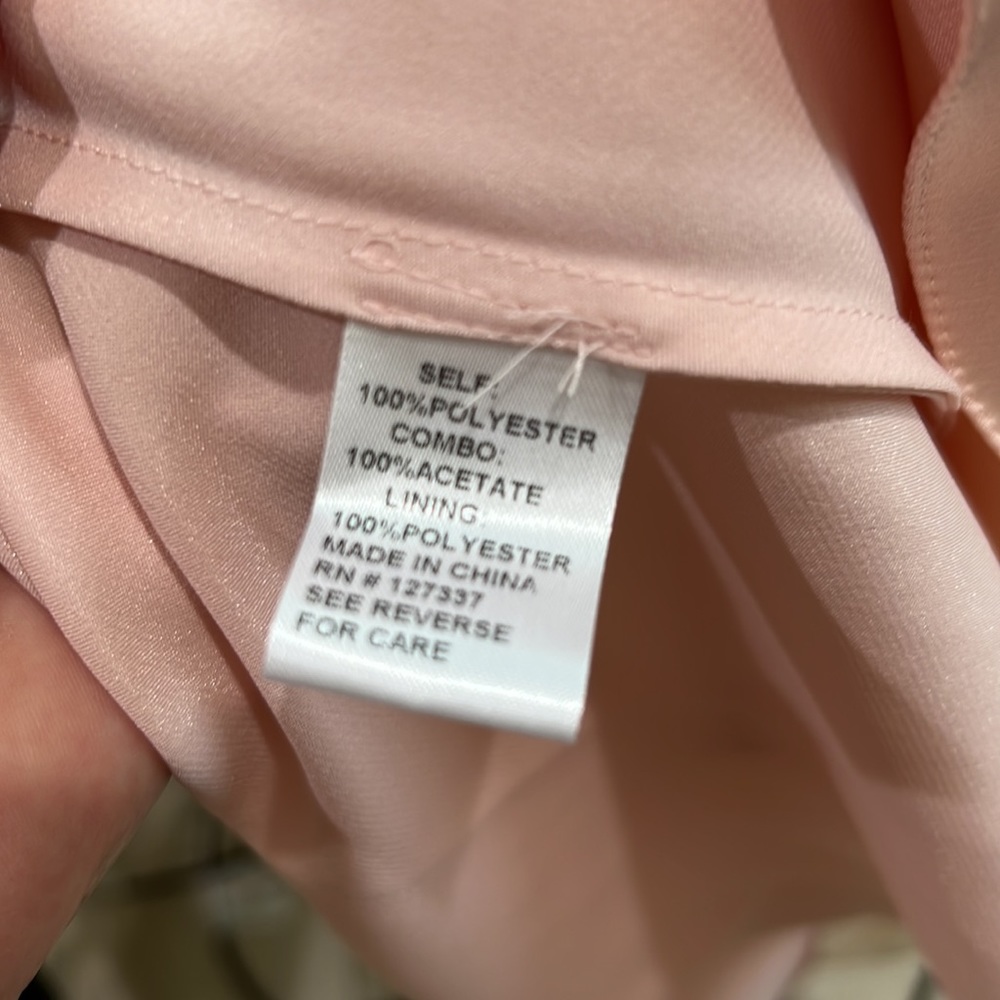 SELF:
100%POLYESTER
COMBO:
100%ACETATE
LINING:
100%POLYESTER
MADE IN CHINA
RN # 127337
SEE REVERSE
FOR CARE